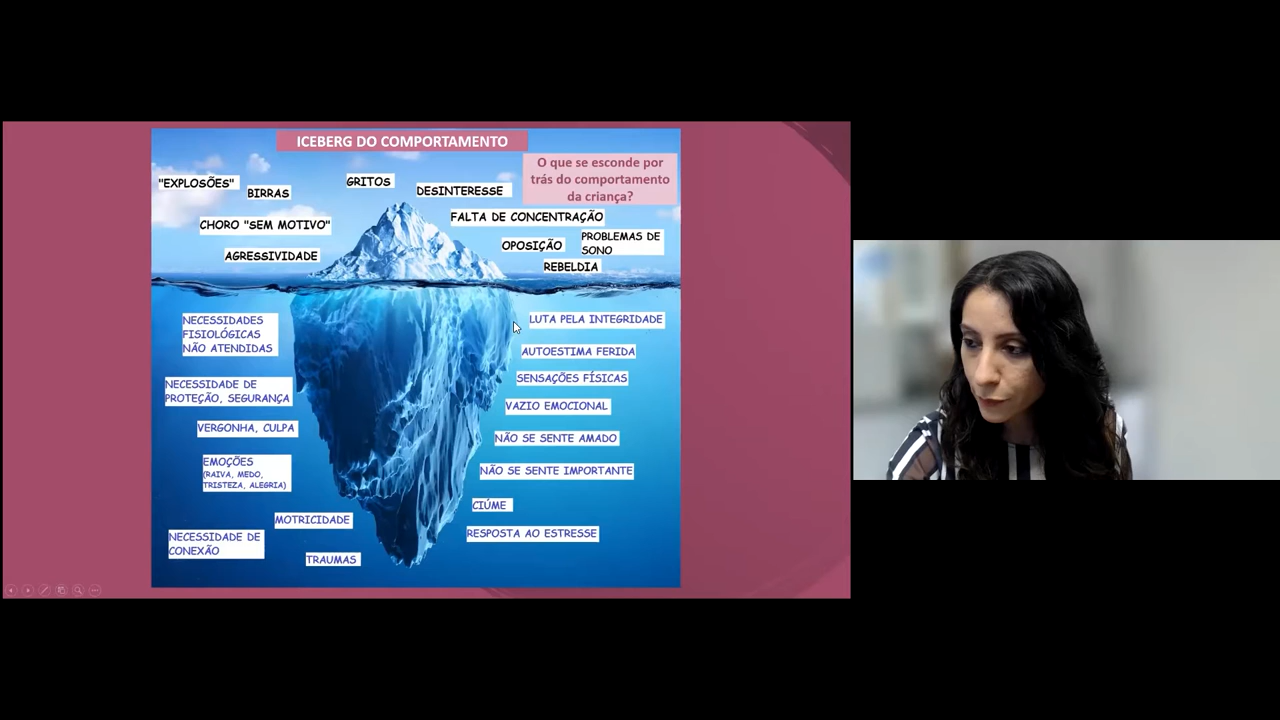 ICEBERG DO COMPORTAMENTO
O que se esconde por
trás do comportamento
da criança?
"EXPLOSÕES"
BIRRAS
GRITOS
DESINTERESSE
CHORO "SEM MOTIVO"
FALTA DE CONCENTRAÇÃO
AGRESSIVIDADE
OPOSIÇÃO
PROBLEMAS DE
SONO
REBELDIA
NECESSIDADES
FISIOLÓGICAS
NÃO ATENDIDAS
NECESSIDADE DE
PROTEÇÃO, SEGURANÇA
VERGONHA, CULPA
EMOÇÕES
(RAIVA, MEDO,
TRISTEZA, ALEGRIA)
MOTRICIDADE
NECESSIDADE DE
CONEXÃO
TRAUMAS
LUTA PELA INTEGRIDADE
AUTOESTIMA FERIDA
SENSAÇÕES FÍSICAS
VAZIO EMOCIONAL
NÃO SE SENTE AMADO
NÃO SE SENTE IMPORTANTE
CIÚME
RESPOSTA AO ESTRESSE